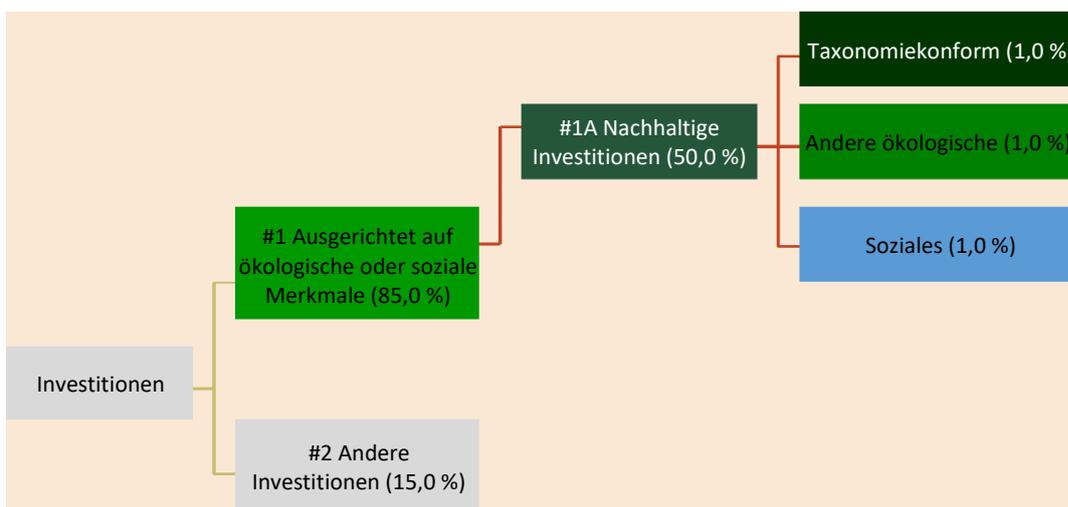 Taxonomiekonform (1,0 %
#1A Nachhaltige
Investitionen (50,0 %)
Andere ökologische (1,0 %)
#1 Ausgerichtet auf
ökologische oder soziale
Merkmale (85,0 %)
Soziales (1,0 %)
Investitionen
#2 Andere
Investitionen (15,0 %)